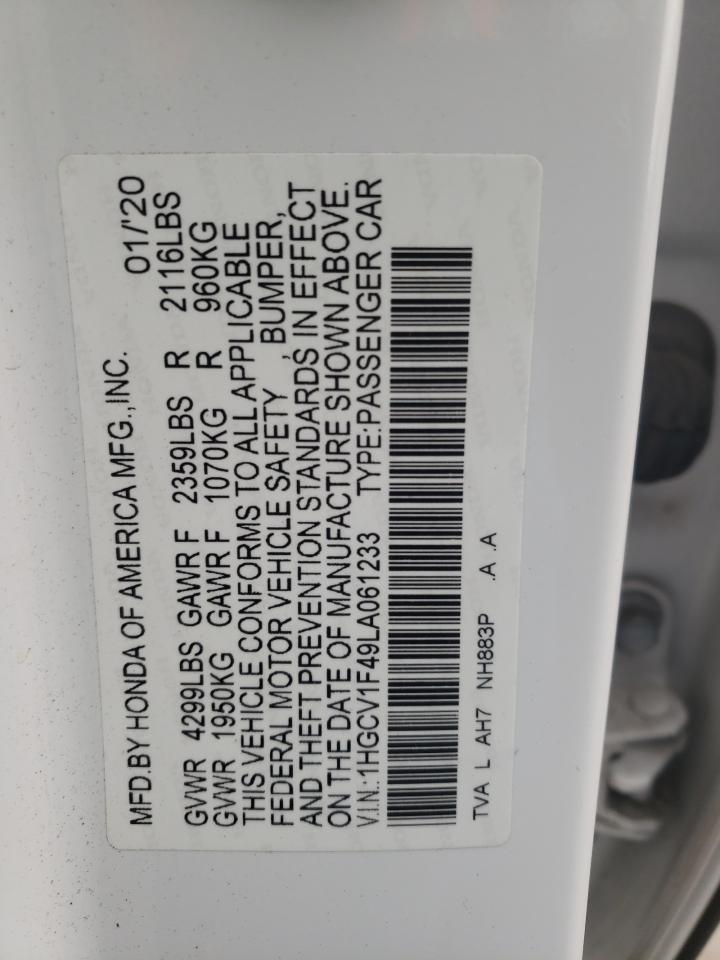 MFD.BY HONDA OF AMERICA MFG.,INC. 01/'20
GVWR 4299LBS GAWR F 2359LBS R 2116LBS
GVWR 1950KG GAWR F 1070KG R 960KG
THIS VEHICLE CONFORMS TO ALL APPLICABLE
FEDERAL MOTOR VEHICLE SAFETY , BUMPER,
AND THEFT PREVENTION STANDARDS IN EFFECT
ON THE DATE OF MANUFACTURE SHOWN ABOVE.
V.I.N.:1HGCV1F49LA061233 TYPE:PASSENGER CAR
TVA L AH7 NH883P .A .A